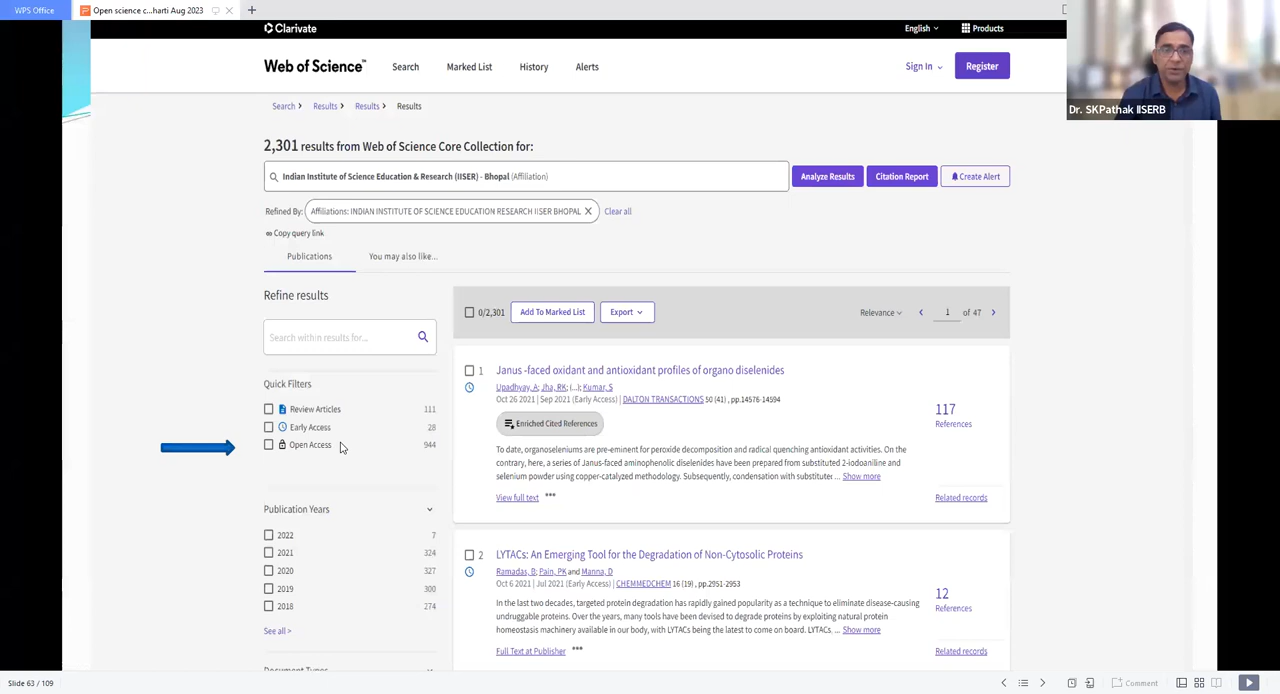 WPS Office
Open science c...harti Aug 2023
Clarivate
English
Products
Web of Science™
Search
Marked List
History
Alerts
Sign In
Register
Dr. SKPathak IISERB
Search
Results
Results
Results
2,301 results from Web of Science Core Collection for:
Indian Institute of Science Education & Research (IISER) - Bhopal (Affiliation)
Analyze Results
Citation Report
Create Alert
Refined By:
Affiliations: INDIAN INSTITUTE OF SCIENCE EDUCATION RESEARCH IISER BHOPAL
Clear all
Copy query link
Publications
You may also like...
Refine results
0/2,301
Add To Marked List
Export
Relevance
1 of 47
Search within results for...
Quick Filters
Review Articles 111
Early Access 28
Open Access 944
Publication Years
2022 7
2021 324
2020 327
2019 300
2018 274
See all >
Document Types
1
Janus -faced oxidant and antioxidant profiles of organo diselenides
Upadhyay, A; Jha, RK; (...); Kumar, S
Oct 26 2021 | Sep 2021 (Early Access) | DALTON TRANSACTIONS 50 (41) , pp.14576-14594
Enriched Cited References
117
References
To date, organoseleniums are pre-eminent for peroxide decomposition and radical quenching antioxidant activities. On the
contrary, here, a series of Janus-faced aminophenolic diselenides have been prepared from substituted 2-iodoaniline and
selenium powder using copper-catalyzed methodology. Subsequently, condensation with substituter ... Show more
View full text
Related records
2
LYTACs: An Emerging Tool for the Degradation of Non-Cytosolic Proteins
Ramadas, B; Pain, PK and Manna, D
Oct 6 2021 | Jul 2021 (Early Access) | CHEMMEDCHEM 16 (19) , pp.2951-2953
12
References
In the last two decades, targeted protein degradation has rapidly gained popularity as a technique to eliminate disease-causing
undruggable proteins. Over the years, many tools have been devised to degrade proteins by exploiting natural protein
homeostasis machinery available in our body, with LYTACs being the latest to come on board. LYTACs. ... Show more
Full Text at Publisher
Related records
Slide 63 / 109
Comment